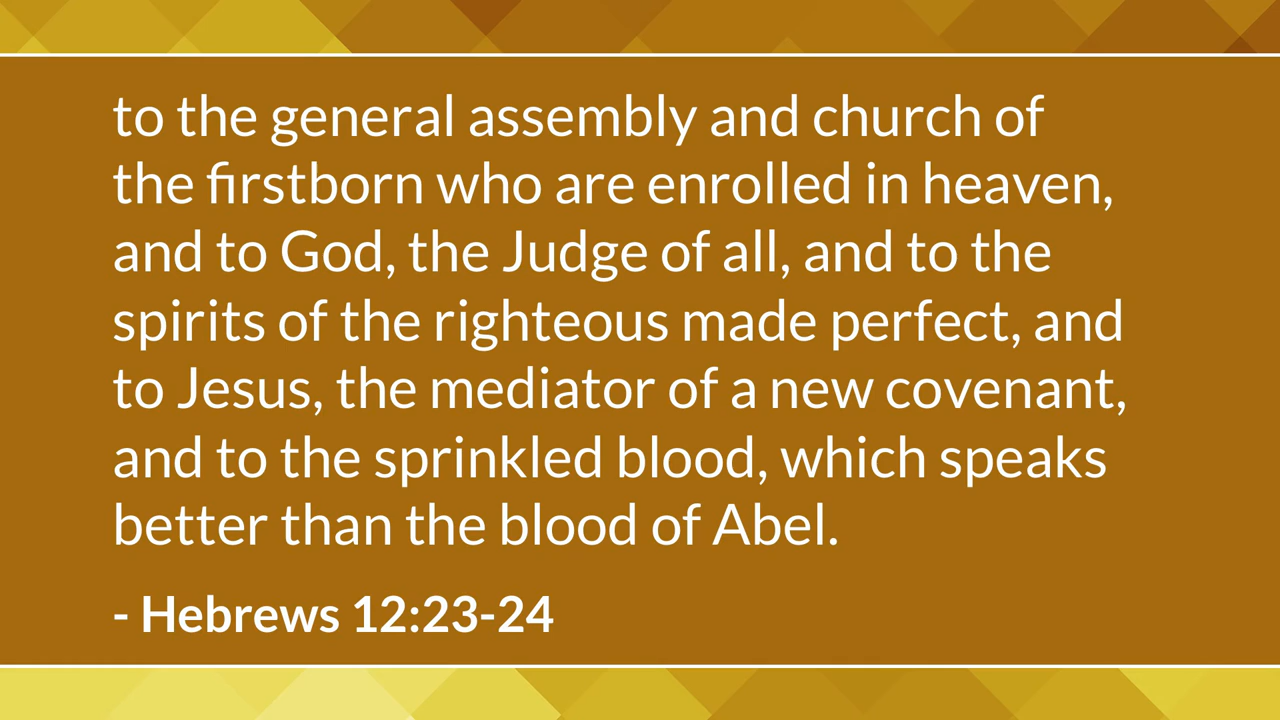 to the general assembly and church of
the firstborn who are enrolled in heaven,
and to God, the Judge of all, and to the
spirits of the righteous made perfect, and
to Jesus, the mediator of a new covenant,
and to the sprinkled blood, which speaks
better than the blood of Abel.
- Hebrews 12:23-24